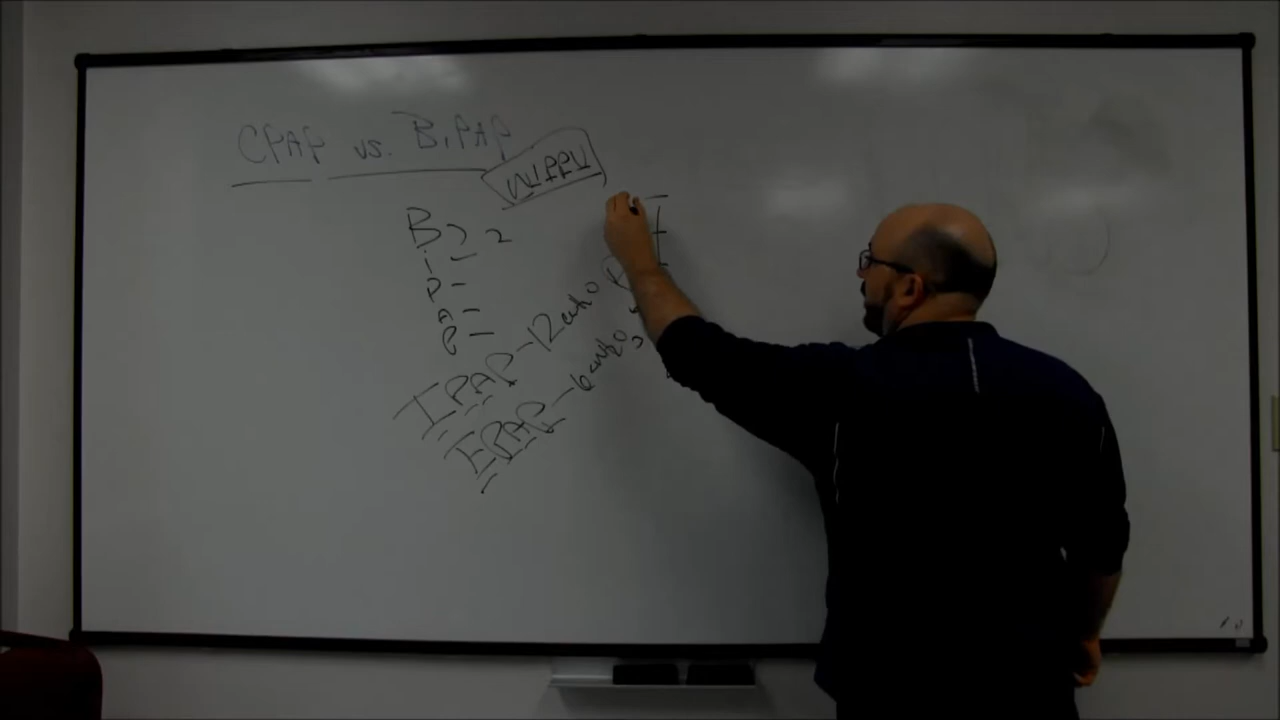 CPAP vs. BiPAP
NIPPV
B 2
i
P
A
P
IPAP - 12 cmH2O
EPAP - 6 cmH2O